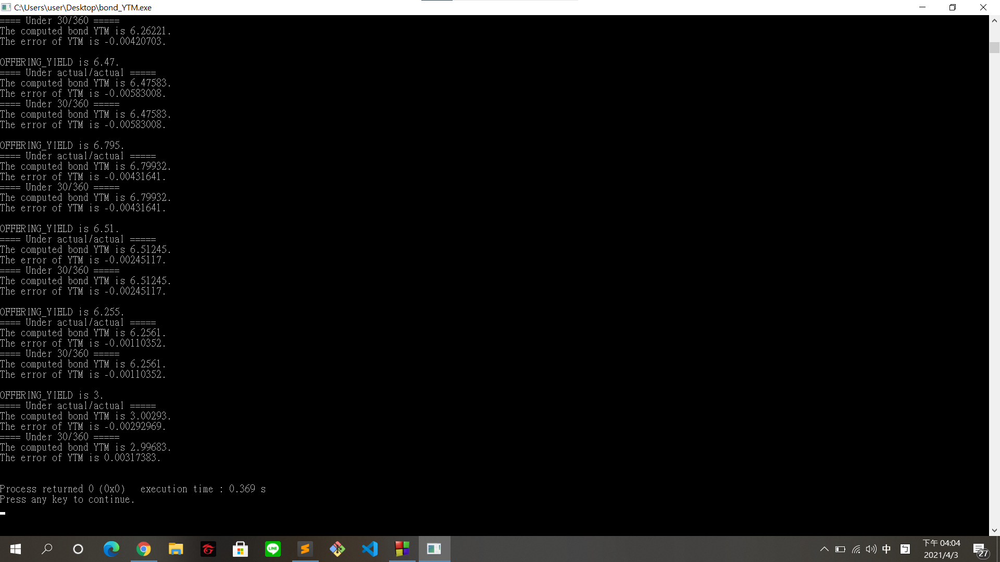 C:\Users\user\Desktop\bond_YTM.exe
==== Under 30/360 =====
The computed bond YTM is 6.26221.
The error of YTM is -0.00420703.
OFFERING_YIELD is 6.47.
==== Under actual/actual =====
The computed bond YTM is 6.47583.
The error of YTM is -0.00583008.
==== Under 30/360 =====
The computed bond YTM is 6.47583.
The error of YTM is -0.00583008.
OFFERING_YIELD is 6.795.
==== Under actual/actual =====
The computed bond YTM is 6.79932.
The error of YTM is -0.00431641.
==== Under 30/360 =====
The computed bond YTM is 6.79932.
The error of YTM is -0.00431641.
OFFERING_YIELD is 6.51.
==== Under actual/actual =====
The computed bond YTM is 6.51245.
The error of YTM is -0.00245117.
==== Under 30/360 =====
The computed bond YTM is 6.51245.
The error of YTM is -0.00245117.
OFFERING_YIELD is 6.255.
==== Under actual/actual =====
The computed bond YTM is 6.2561.
The error of YTM is -0.00110352.
==== Under 30/360 =====
The computed bond YTM is 6.2561.
The error of YTM is -0.00110352.
OFFERING_YIELD is 3.
==== Under actual/actual =====
The computed bond YTM is 3.00293.
The error of YTM is -0.00292969.
==== Under 30/360 =====
The computed bond YTM is 2.99683.
The error of YTM is 0.00317383.
Process returned 0 (0x0)   execution time : 0.369 s
Press any key to continue.
LINE
中
下午 04:04
2021/4/3
27